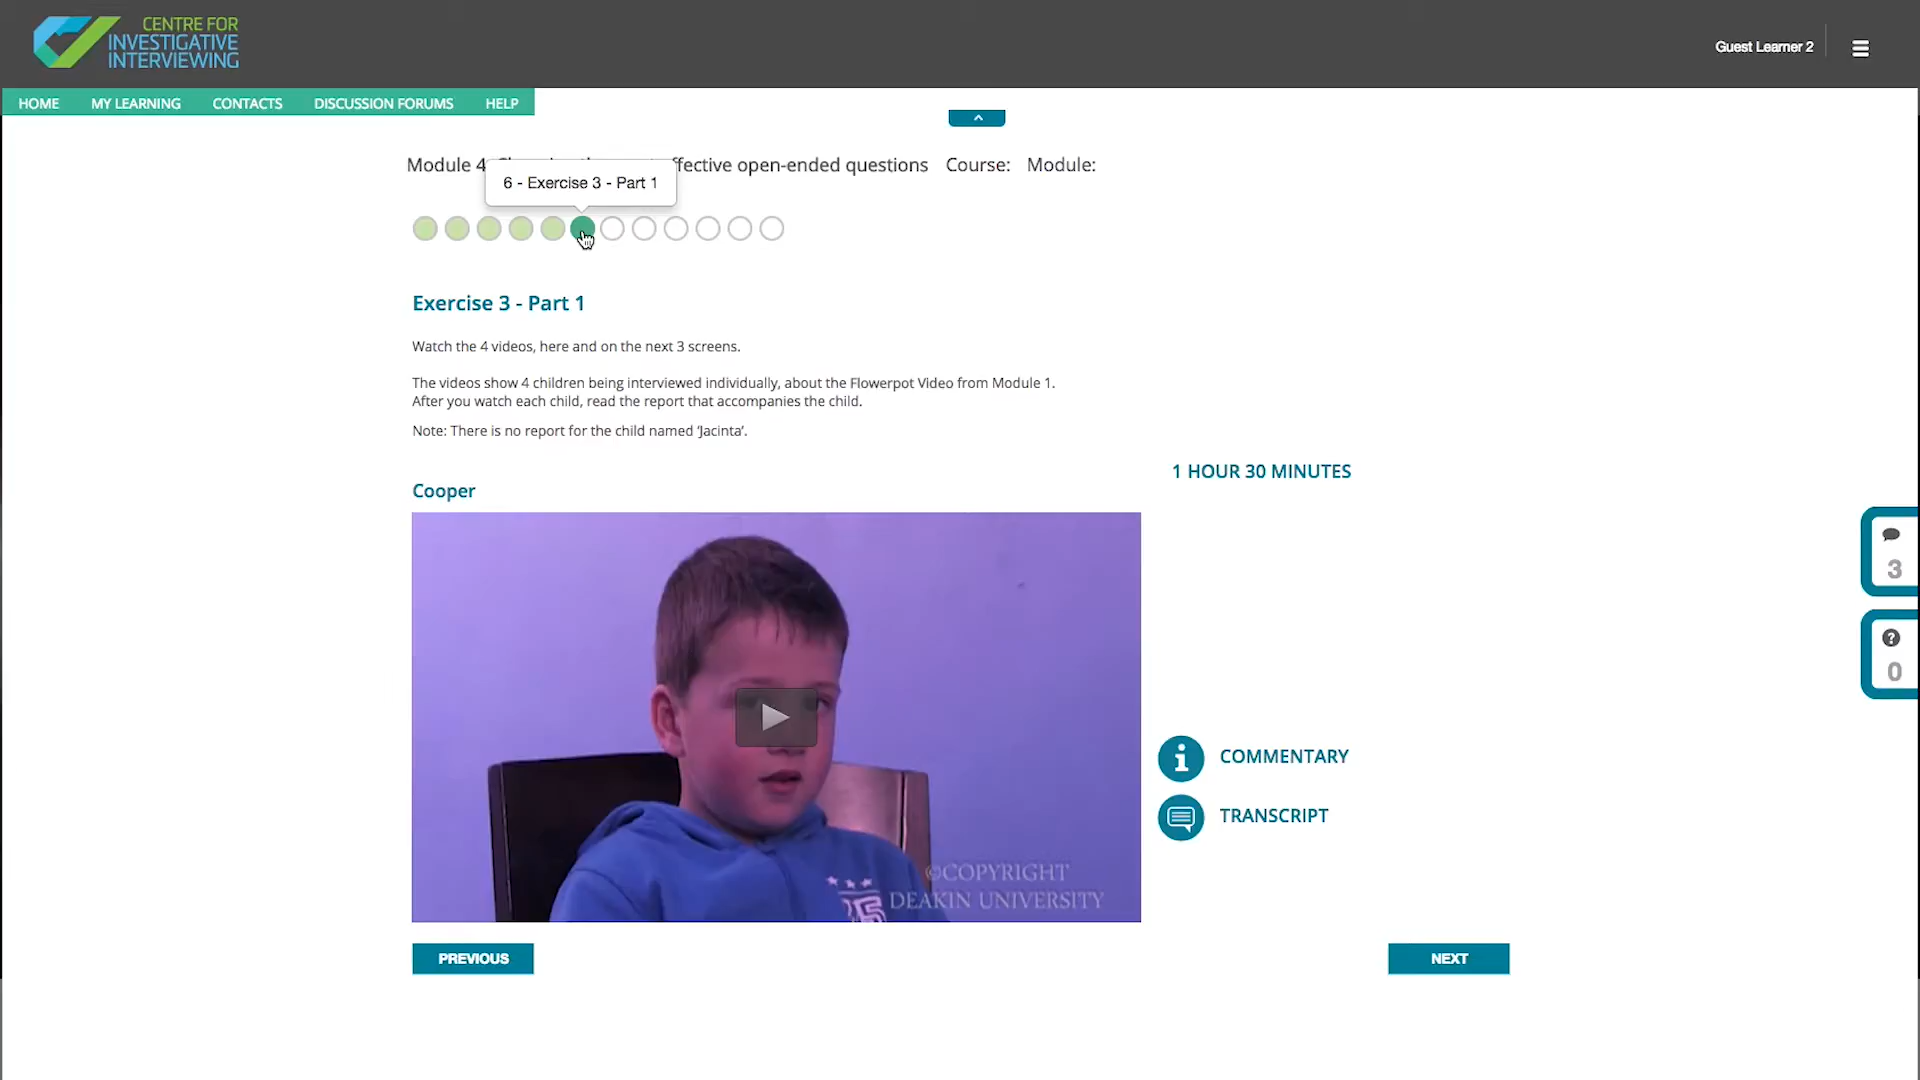 CENTRE FOR
INVESTIGATIVE
INTERVIEWING
Guest Learner 2
HOME MY LEARNING CONTACTS DISCUSSION FORUMS HELP
Module 4 effective open-ended questions Course: Module:
6 - Exercise 3 - Part 1
Exercise 3 - Part 1
Watch the 4 videos, here and on the next 3 screens.
The videos show 4 children being interviewed individually, about the Flowerpot Video from Module 1.
After you watch each child, read the report that accompanies the child.
Note: There is no report for the child named ‘Jacinta’.
1 HOUR 30 MINUTES
Cooper
3
?
0
©COPYRIGHT
DEAKIN UNIVERSITY
COMMENTARY
TRANSCRIPT
PREVIOUS
NEXT